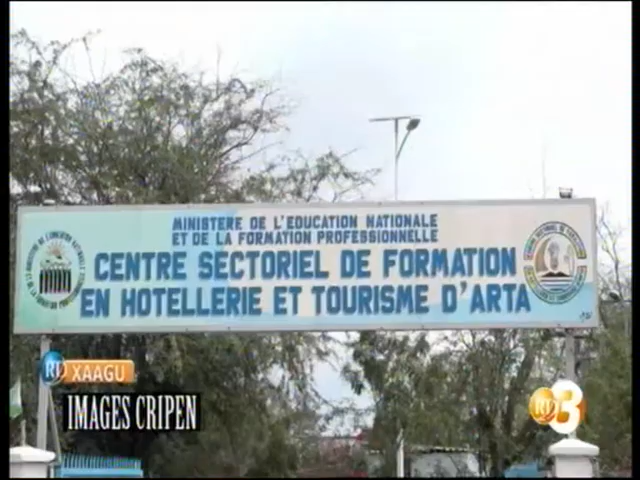 MINISTERE DE L'EDUCATION NATIONALE
ET DE LA FORMATION PROFESSIONNELLE
CENTRE SECTORIEL DE FORMATION
EN HOTELLERIE ET TOURISME D'ARTA
XAAGU
IMAGES CRIPEN
3